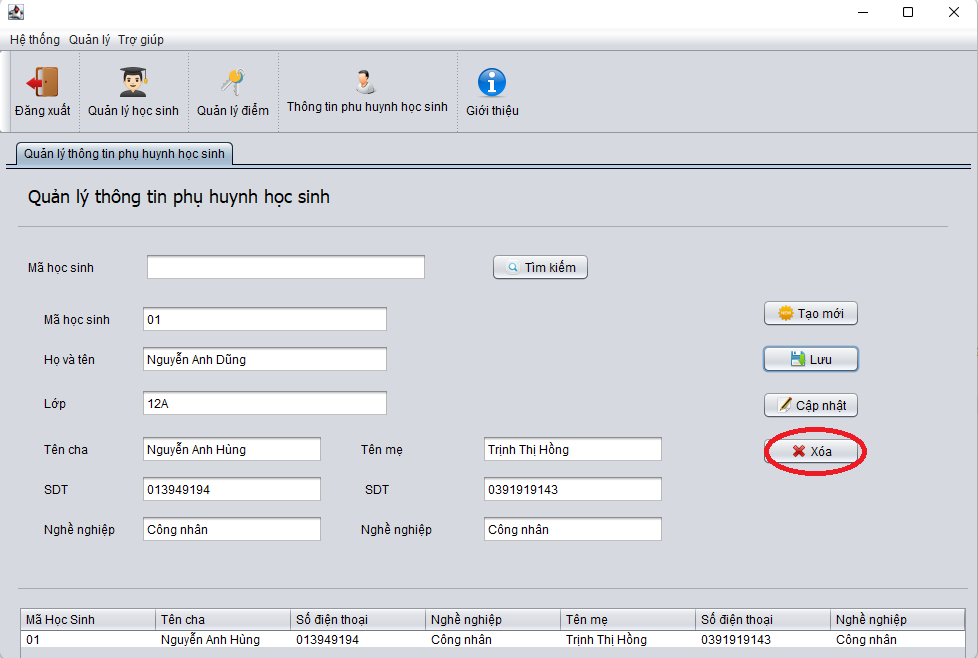 Hệ thống Quản lý Trợ giúp
Đăng xuất Quản lý học sinh Quản lý điểm Thông tin phu huynh học sinh Giới thiệu
Quản lý thông tin phụ huynh học sinh
Quản lý thông tin phụ huynh học sinh
Mã học sinh Tìm kiếm
Mã học sinh 01 Tạo mới
Họ và tên Nguyễn Anh Dũng Lưu
Lớp 12A Cập nhật
Tên cha Nguyễn Anh Hùng Tên mẹ Trịnh Thị Hồng Xóa
SDT 013949194 SDT 0391919143
Nghề nghiệp Công nhân Nghề nghiệp Công nhân
Mã Học Sinh Tên cha Số điện thoại Nghề nghiệp Tên mẹ Số điện thoại Nghề nghiệp
01 Nguyễn Anh Hùng 013949194 Công nhân Trịnh Thị Hồng 0391919143 Công nhân